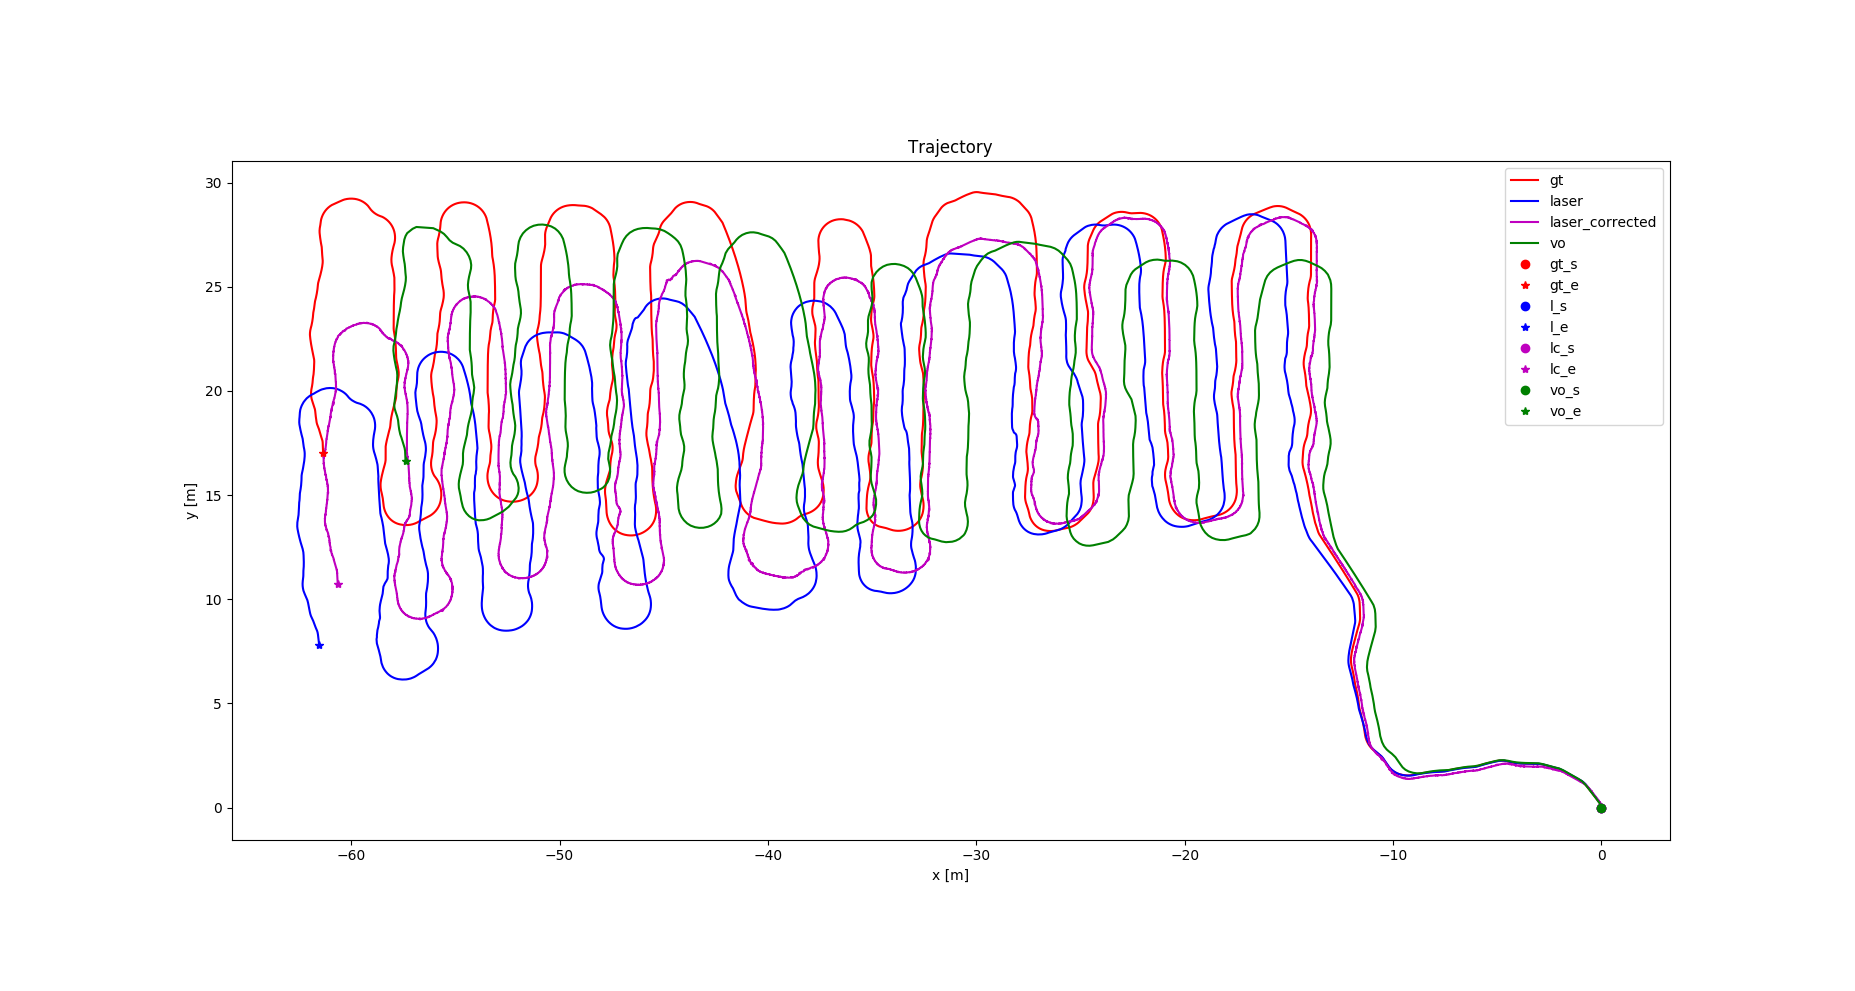 Trajectory
30
25
20
15
10
5
0
y [m]
−60
−50
−40
−30
−20
−10
0
x [m]
gt
laser
laser_corrected
vo
gt_s
gt_e
l_s
l_e
lc_s
lc_e
vo_s
vo_e